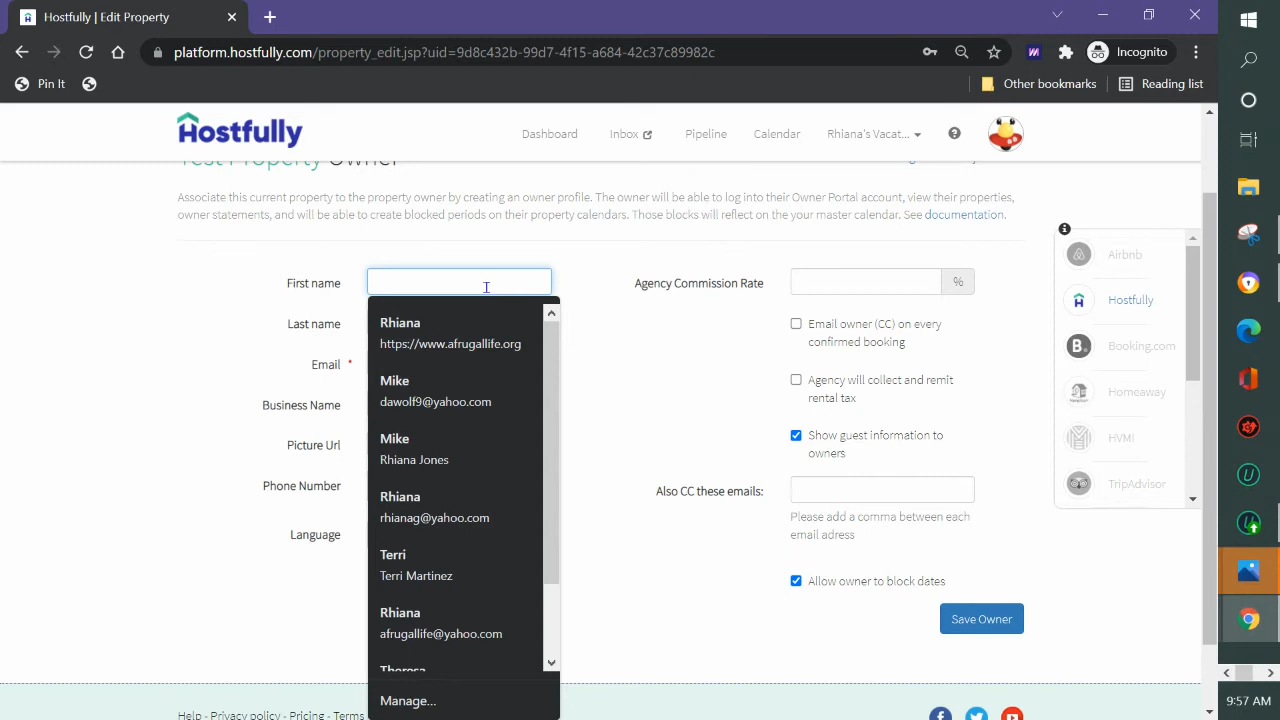 Hostfully | Edit Property
platform.hostfully.com/property_edit.jsp?uid=9d8c432b-99d7-4f15-a684-42c37c89982c
Incognito
Pin It
Other bookmarks
Reading list
Hostfully
Dashboard
Inbox
Pipeline
Calendar
Rhiana's Vacat...
Test Property Owner
Associate this current property to the property owner by creating an owner profile. The owner will be able to log into their Owner Portal account, view their properties,
owner statements, and will be able to create blocked periods on their property calendars. Those blocks will reflect on the your master calendar. See documentation.
First name
Last name
Email *
Business Name
Picture Url
Phone Number
Language
Rhiana
https://www.afrugallife.org
Mike
dawolf9@yahoo.com
Mike
Rhiana Jones
Rhiana
rhianag@yahoo.com
Terri
Terri Martinez
Rhiana
afrugallife@yahoo.com
Theresa
Manage...
Agency Commission Rate
%
Email owner (CC) on every
confirmed booking
Agency will collect and remit
rental tax
Show guest information to
owners
Also CC these emails:
Please add a comma between each
email adress
Allow owner to block dates
Save Owner
Airbnb
Hostfully
B.
Booking.com
Homeaway
HVMI
TripAdvisor
Help - Privacy policy - Pricing - Terms
9:57 AM